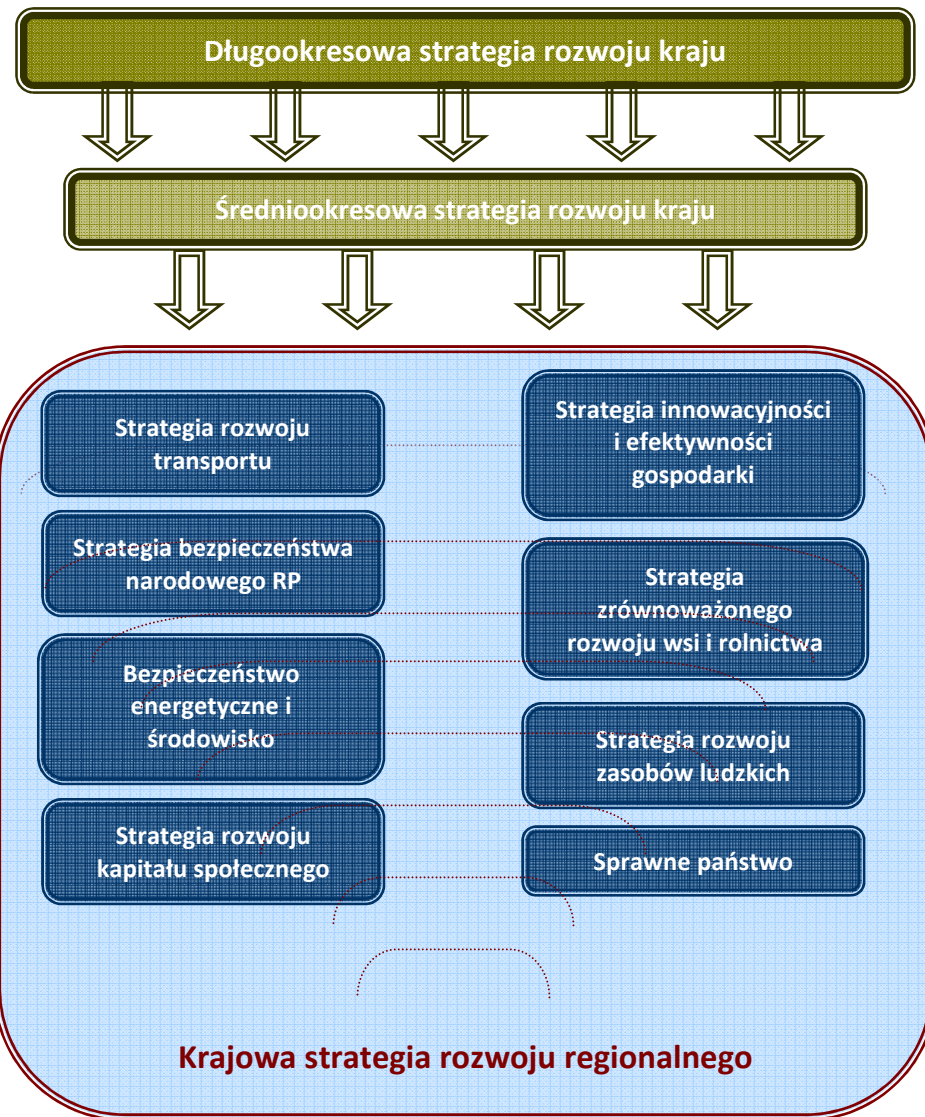 Długookresowa strategia rozwoju kraju
Średniookresowa strategia rozwoju kraju
Strategia rozwoju
transportu
Strategia innowacyjności
i efektywności
gospodarki
Strategia bezpieczeństwa
narodowego RP
Strategia
zrównoważonego
rozwoju wsi i rolnictwa
Bezpieczeństwo
energetyczne i
środowisko
Strategia rozwoju
zasobów ludzkich
Strategia rozwoju
kapitału społecznego
Sprawne państwo
Krajowa strategia rozwoju regionalnego